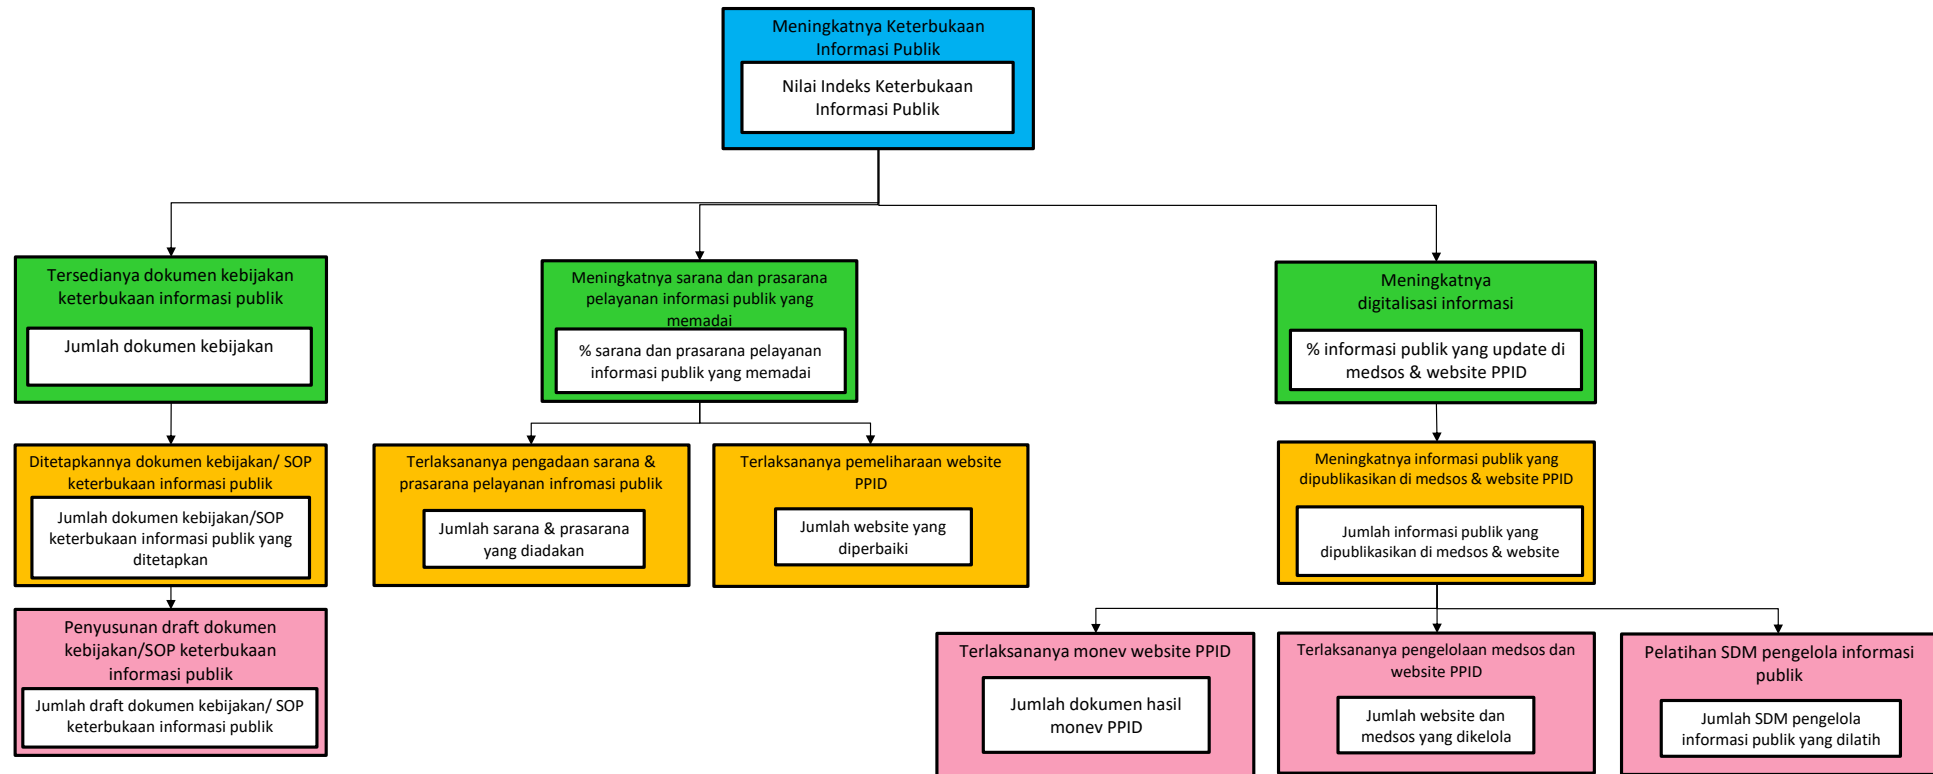 Meningkatnya Keterbukaan
Informasi Publik
Nilai Indeks Keterbukaan
Informasi Publik
Tersedianya dokumen kebijakan
keterbukaan informasi publik
Jumlah dokumen kebijakan
Meningkatnya sarana dan prasarana
pelayanan informasi publik yang
memadai
% sarana dan prasarana pelayanan
informasi publik yang memadai
Meningkatnya
digitalisasi informasi
% informasi publik yang update di
medsos & website PPID
Ditetapkannya dokumen kebijakan/ SOP
keterbukaan informasi publik
Jumlah dokumen kebijakan/SOP
keterbukaan informasi publik yang
ditetapkan
Terlaksananya pengadaan sarana &
prasarana pelayanan infromasi publik
Jumlah sarana & prasarana
yang diadakan
Terlaksananya pemeliharaan website
PPID
Jumlah website yang
diperbaiki
Meningkatnya informasi publik yang
dipublikasikan di medsos & website PPID
Jumlah informasi publik yang
dipublikasikan di medsos & website
Penyusunan draft dokumen
kebijakan/SOP keterbukaan
informasi publik
Jumlah draft dokumen kebijakan/ SOP
keterbukaan informasi publik
Terlaksananya monev website PPID
Jumlah dokumen hasil
monev PPID
Terlaksananya pengelolaan medsos dan
website PPID
Jumlah website dan
medsos yang dikelola
Pelatihan SDM pengelola informasi
publik
Jumlah SDM pengelola
informasi publik yang dilatih